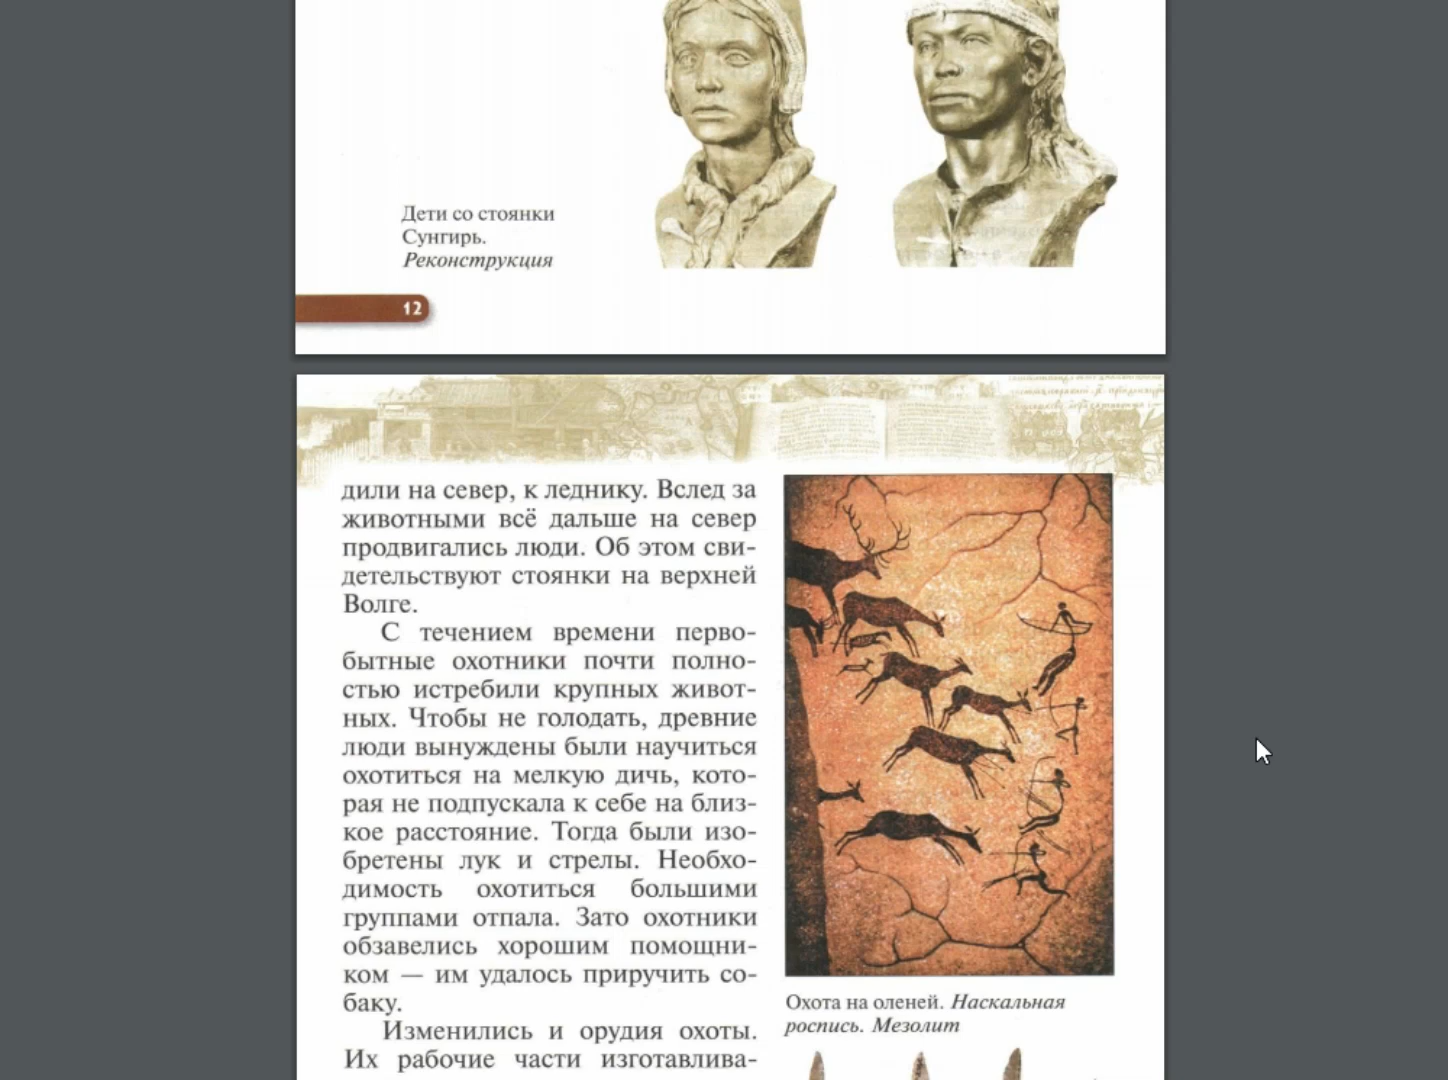 Дети со стоянки
Сунгирь.
Реконструкция
12
дили на север, к леднику. Вслед за
животными всё дальше на север
продвигались люди. Об этом сви-
детельствуют стоянки на верхней
Волге.
С течением времени перво-
бытные охотники почти полно-
стью истребили крупных живот-
ных. Чтобы не голодать, древние
люди вынуждены были научиться
охотиться на мелкую дичь, кото-
рая не подпускала к себе на близ-
кое расстояние. Тогда были изо-
бретены лук и стрелы. Необхо-
димость охотиться большими
группами отпала. Зато охотники
обзавелись хорошим помощни-
ком — им удалось приручить со-
баку.
Изменились и орудия охоты.
Их рабочие части изготавлива-
Охота на оленей. Наскальная
роспись. Мезолит